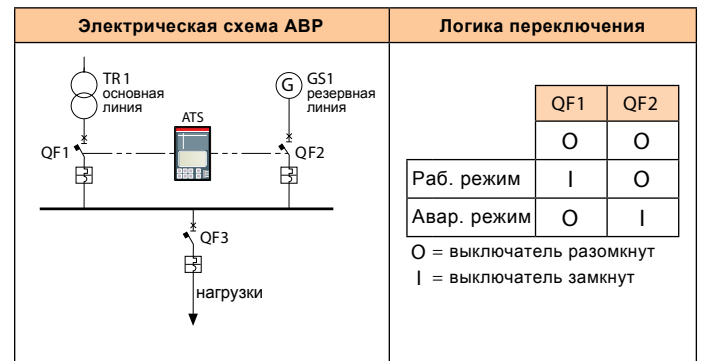 Электрическая схема АВР
Логика переключения
TR 1
основная
линия
G
GS1
резервная
линия
ATS
QF1
QF2
QF3
нагрузки
QF1 QF2
O O
Раб. режим I O
Авар. режим O I
O = выключатель разомкнут
I = выключатель замкнут